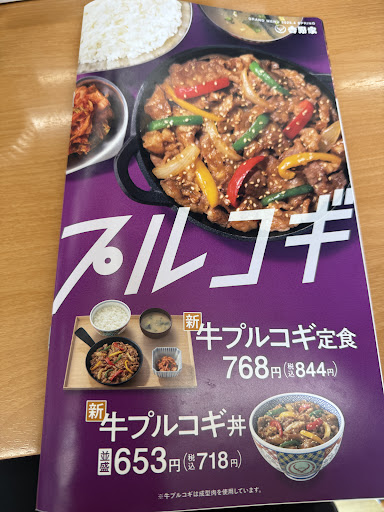 吉野家
プルコギ
新 牛プルコギ定食
768円(税込844円)
新 牛プルコギ丼
並盛 653円(税込718円)
※牛プルコギは成型肉を使用しています。